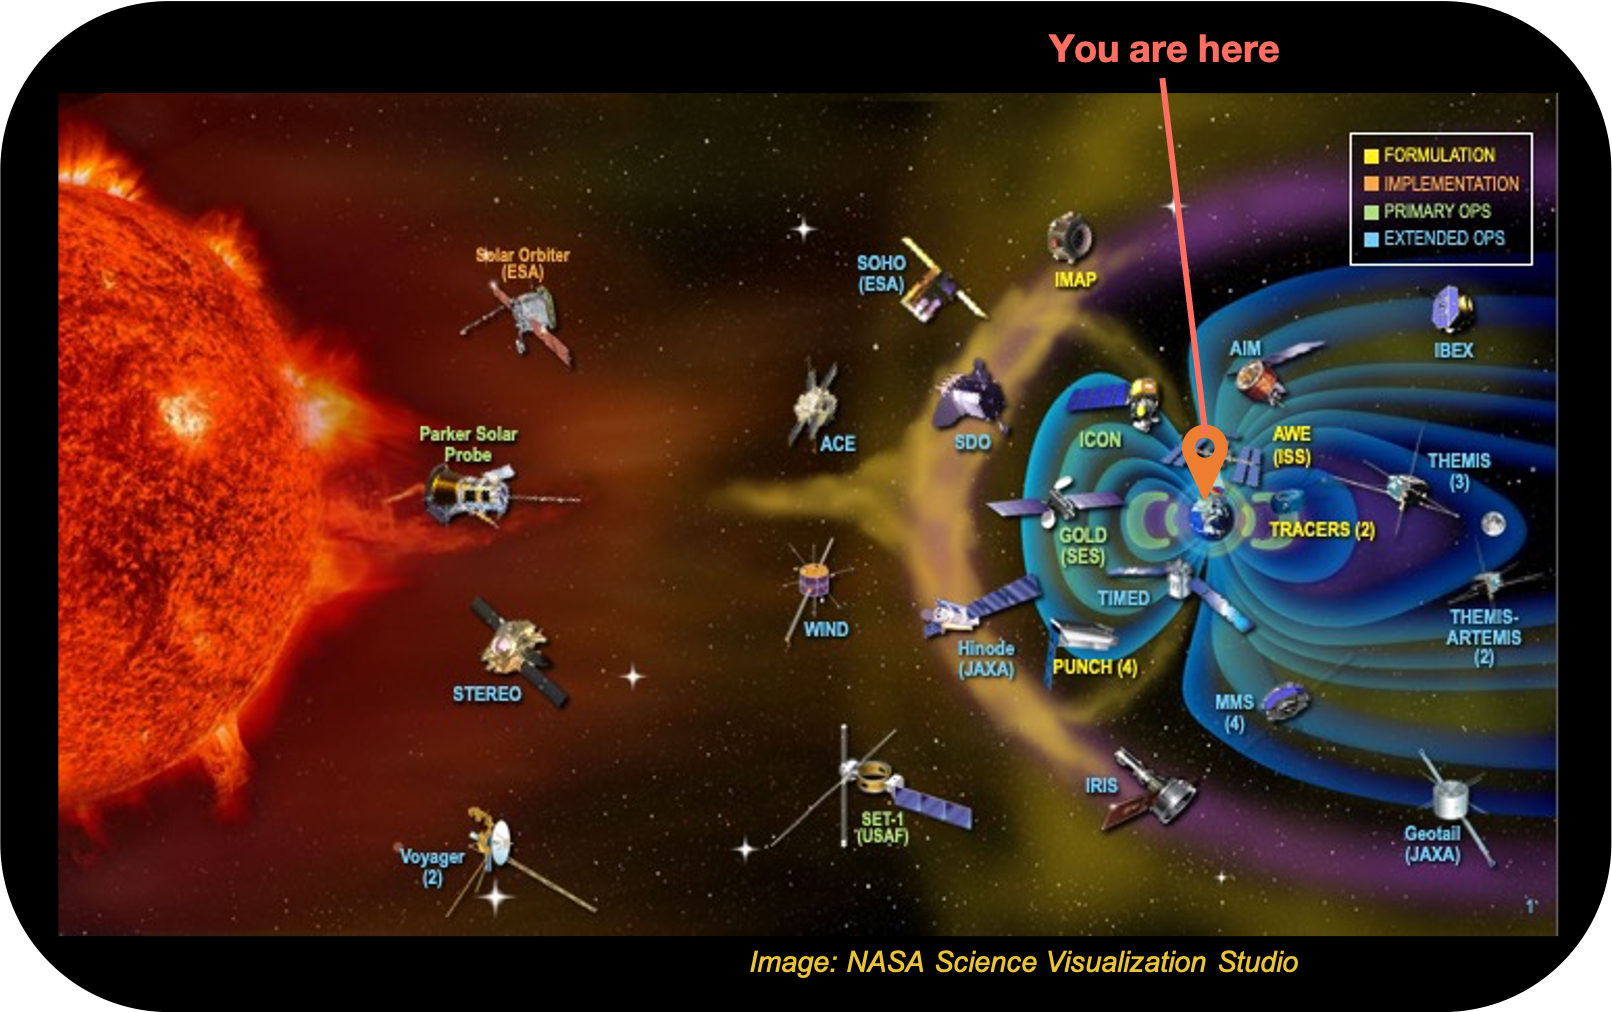 You are here
FORMULATION
IMPLEMENTATION
PRIMARY OPS
EXTENDED OPS
Solar Orbiter
(ESA)
SOHO
(ESA)
IMAP
IBEX
AIM
Parker Solar
Probe
ACE
SDO
ICON
AWE
(ISS)
THEMIS
(3)
GOLD
(SES)
TRACERS (2)
TIMED
WIND
Hinode
(JAXA)
PUNCH (4)
THEMIS-
ARTEMIS
(2)
STEREO
MMS
(4)
IRIS
SET-1
(USAF)
Geotail
(JAXA)
Voyager
(2)
1
Image: NASA Science Visualization Studio